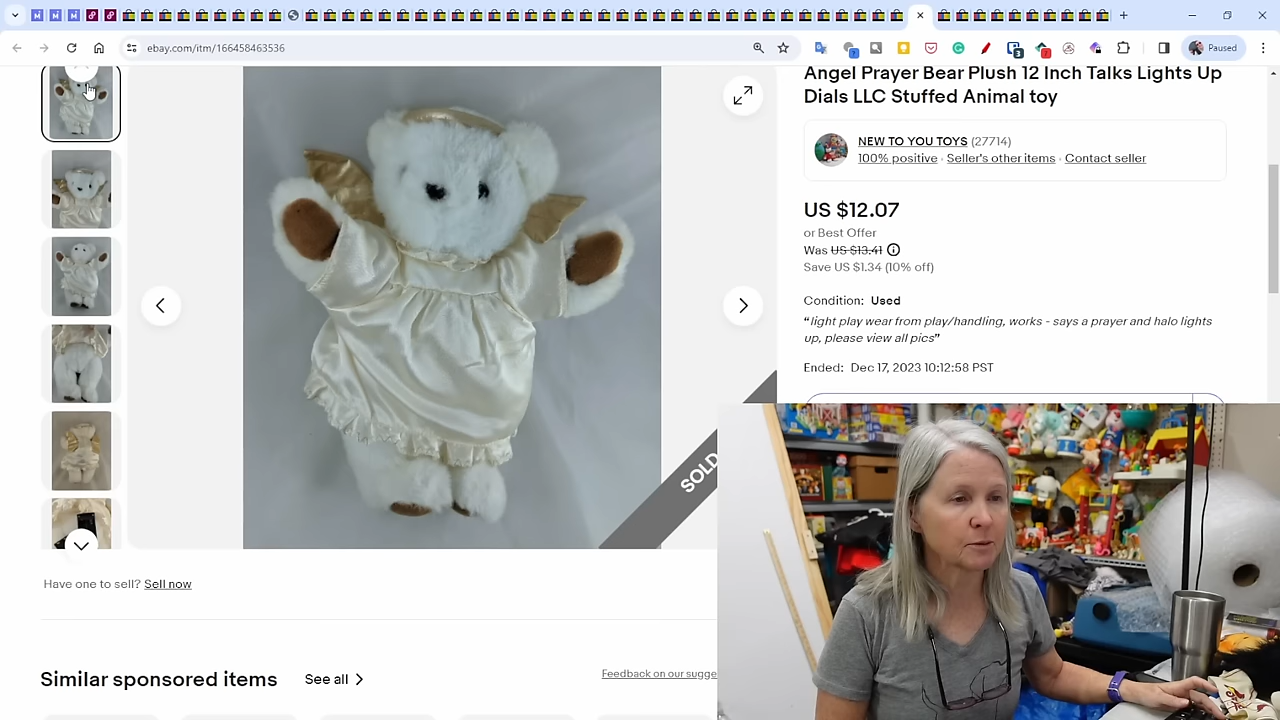 ebay.com/itm/166458463536
Paused
Angel Prayer Bear Plush 12 Inch Talks Lights Up
Dials LLC Stuffed Animal toy
NEW TO YOU TOYS (27714)
100% positive · Seller's other items · Contact seller
US $12.07
or Best Offer
Was US $13.41
Save US $1.34 (10% off)
Condition: Used
“light play wear from play/handling, works - says a prayer and halo lights
up, please view all pics”
Ended: Dec 17, 2023 10:12:58 PST
SOLD
Have one to sell? Sell now
Similar sponsored items See all
Feedback on our sugge